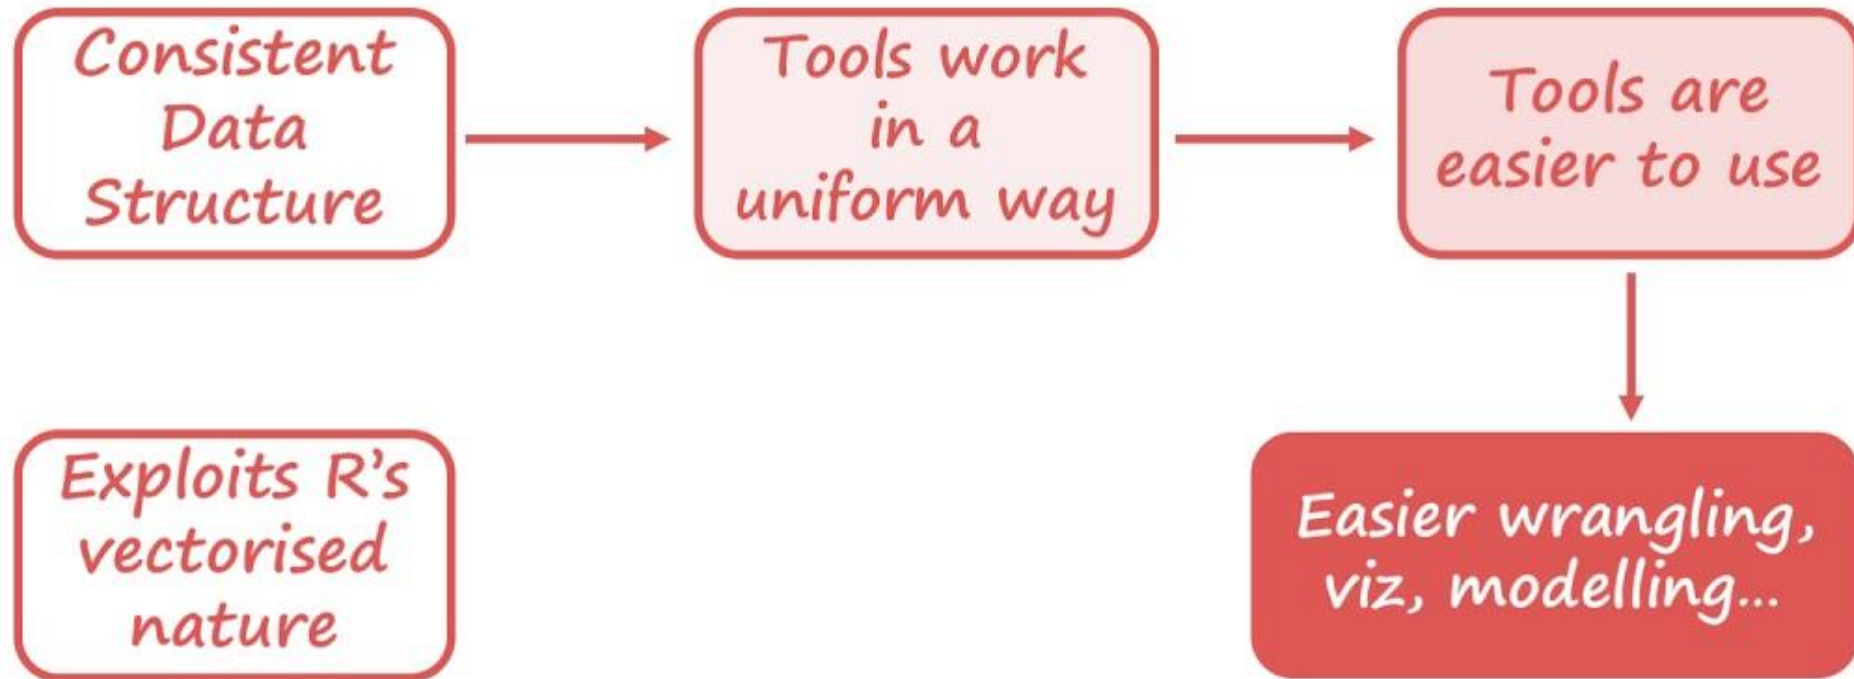 Consistent
Data
Structure
Tools work
in a
uniform way
Tools are
easier to use
Exploits R's
vectorised
nature
Easier wrangling,
viz, modelling...